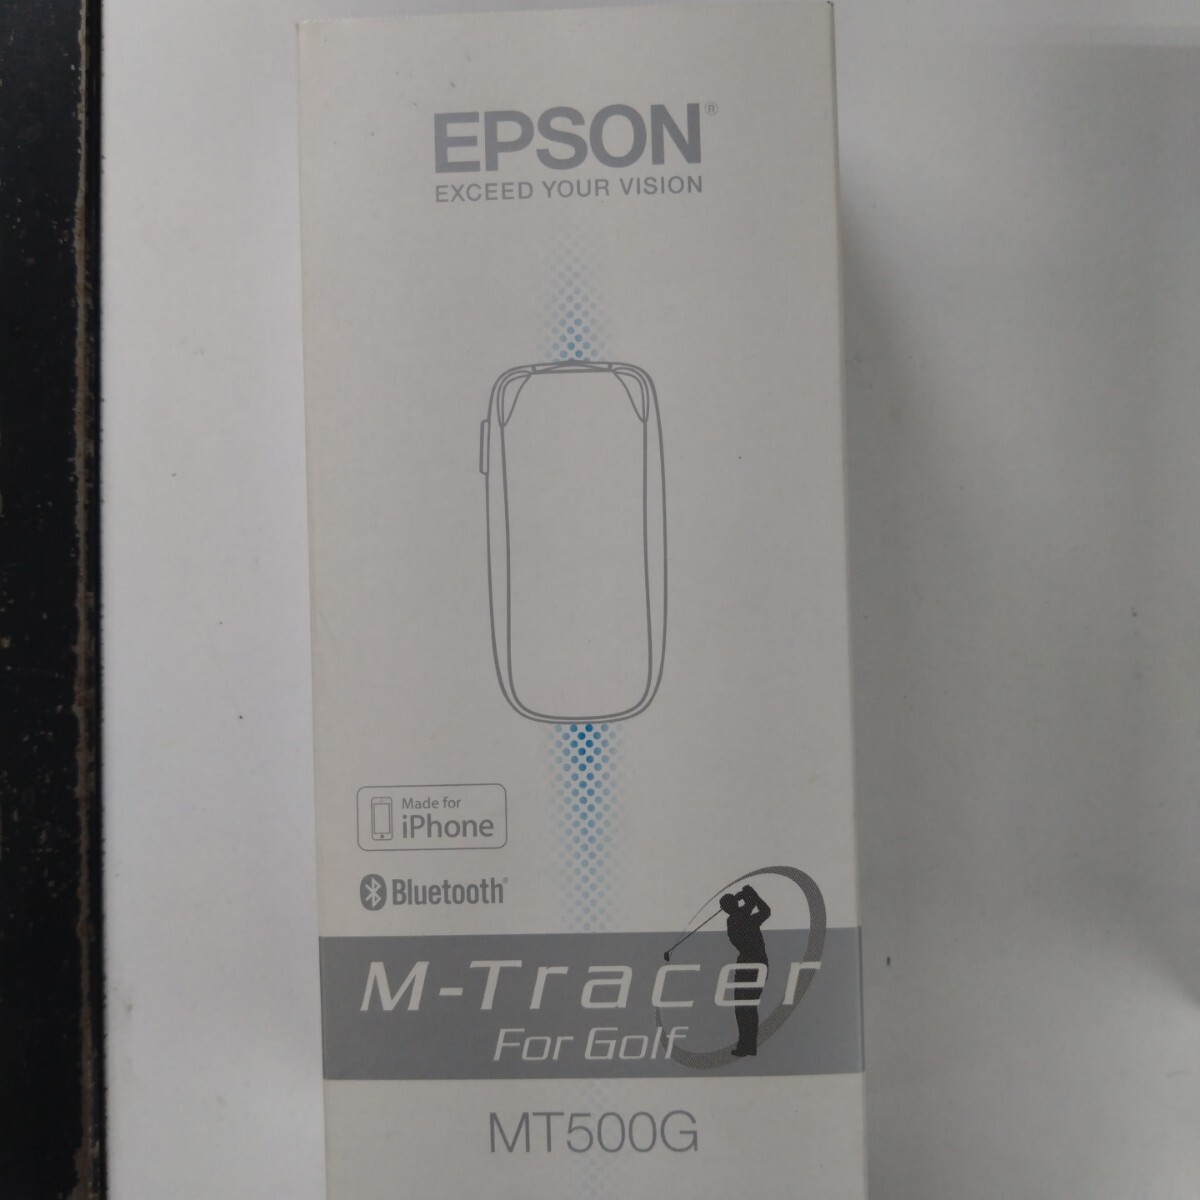 EPSON®
EXCEED YOUR VISION
Made for
iPhone
Bluetooth®
M-Tracer
For Golf
MT500G